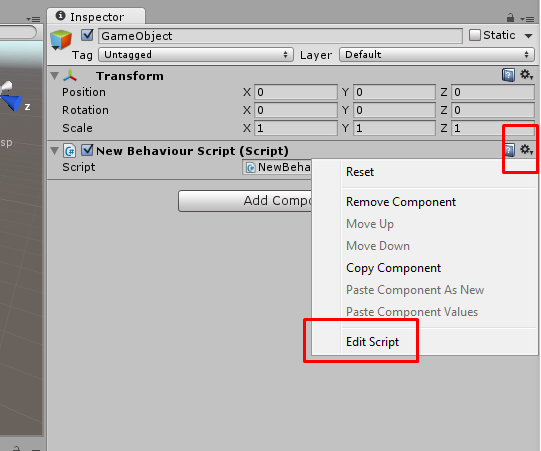 Inspector
GameObject
Static
Tag Untagged Layer Default
Transform
Position X 0 Y 0 Z 0
Rotation X 0 Y 0 Z 0
Scale X 1 Y 1 Z 1
New Behaviour Script (Script)
Script NewBeha
Add Compo
Reset
Remove Component
Move Up
Move Down
Copy Component
Paste Component As New
Paste Component Values
Edit Script
z
sp